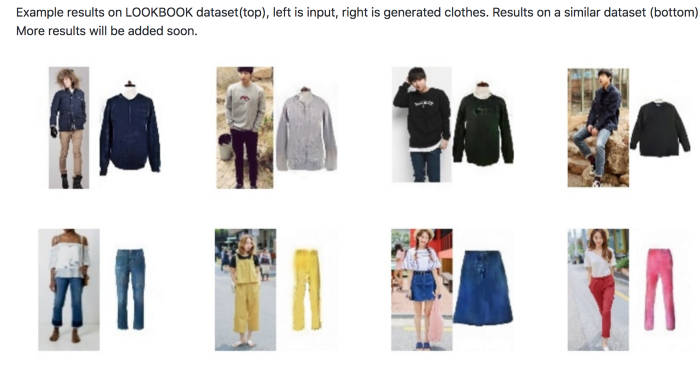 Example results on LOOKBOOK dataset(top), left is input, right is generated clothes. Results on a similar dataset (bottom)
More results will be added soon.